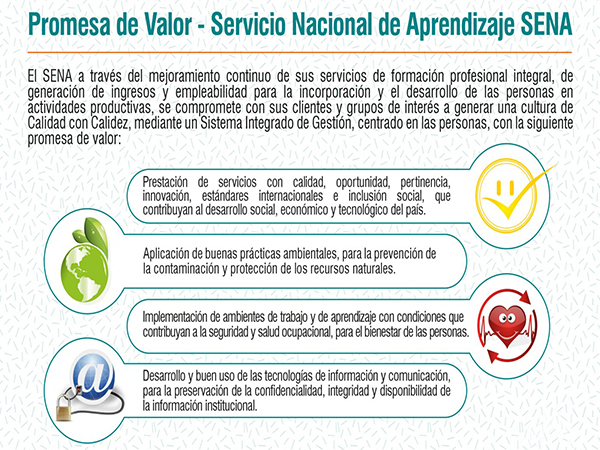 Promesa de Valor - Servicio Nacional de Aprendizaje SENA
El SENA a través del mejoramiento continuo de sus servicios de formación profesional integral, de
generación de ingresos y empleabilidad para la incorporación y el desarrollo de las personas en
actividades productivas, se compromete con sus clientes y grupos de interés a generar una cultura de
Calidad con Calidez, mediante un Sistema Integrado de Gestión, centrado en las personas, con la siguiente
promesa de valor:
Prestación de servicios con calidad, oportunidad, pertinencia,
innovación, estándares internacionales e inclusión social, que
contribuyan al desarrollo social, económico y tecnológico del país.
Aplicación de buenas prácticas ambientales, para la prevención de
la contaminación y protección de los recursos naturales.
Implementación de ambientes de trabajo y de aprendizaje con condiciones que
contribuyan a la seguridad y salud ocupacional, para el bienestar de las personas.
@
Desarrollo y buen uso de las tecnologías de información y comunicación,
para la preservación de la confidencialidad, integridad y disponibilidad de
la información institucional.